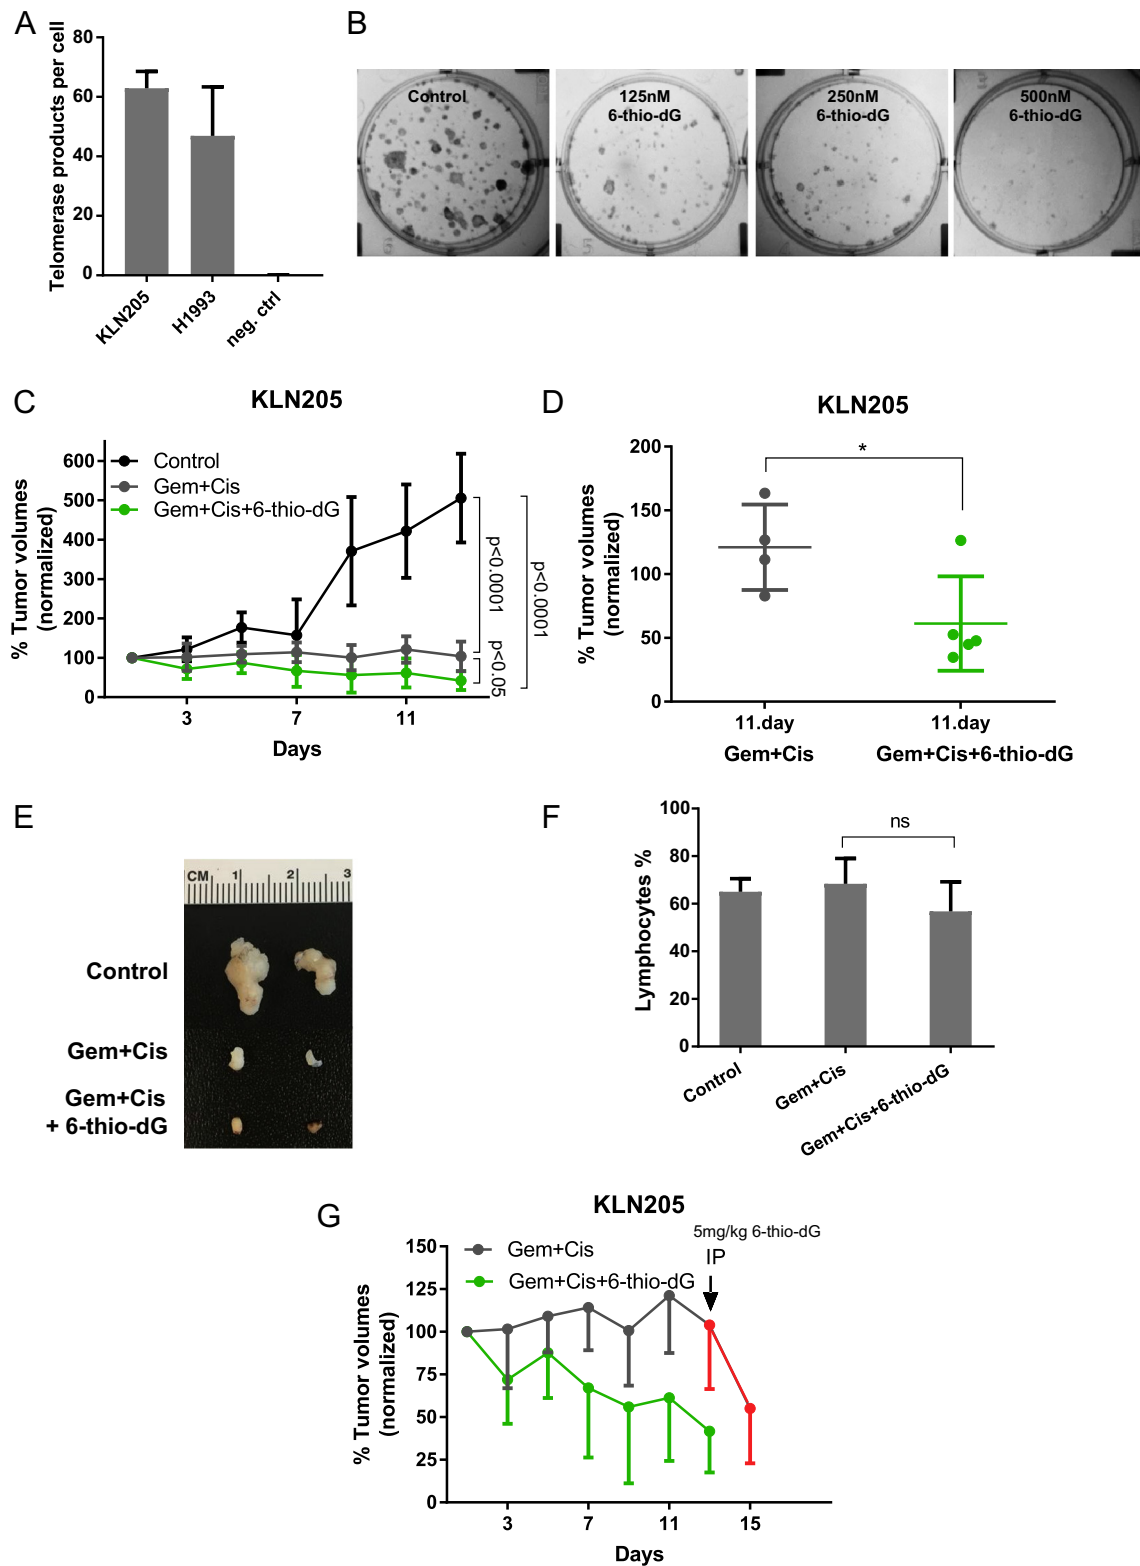 A
Telomerase products per cell
80
60
40
20
0
KLN205
H1993
neg. ctrl
B
Control
125nM
6-thio-dG
250nM
6-thio-dG
500nM
6-thio-dG
C
KLN205
% Tumor volumes
(normalized)
600
500
400
300
200
100
0
Control
Gem+Cis
Gem+Cis+6-thio-dG
p<0.0001
p<0.0001
p<0.05
3
7
11
Days
D
KLN205
% Tumor volumes
(normalized)
200
150
100
50
0
*
11.day
11.day
Gem+Cis
Gem+Cis+6-thio-dG
E
CM
1
2
3
Control
Gem+Cis
Gem+Cis
+ 6-thio-dG
F
Lymphocytes %
100
80
60
40
20
0
ns
Control
Gem+Cis
Gem+Cis+6-thio-dG
G
KLN205
5mg/kg 6-thio-dG
IP
% Tumor volumes
(normalized)
150
125
100
75
50
25
0
Gem+Cis
Gem+Cis+6-thio-dG
3
7
11
15
Days